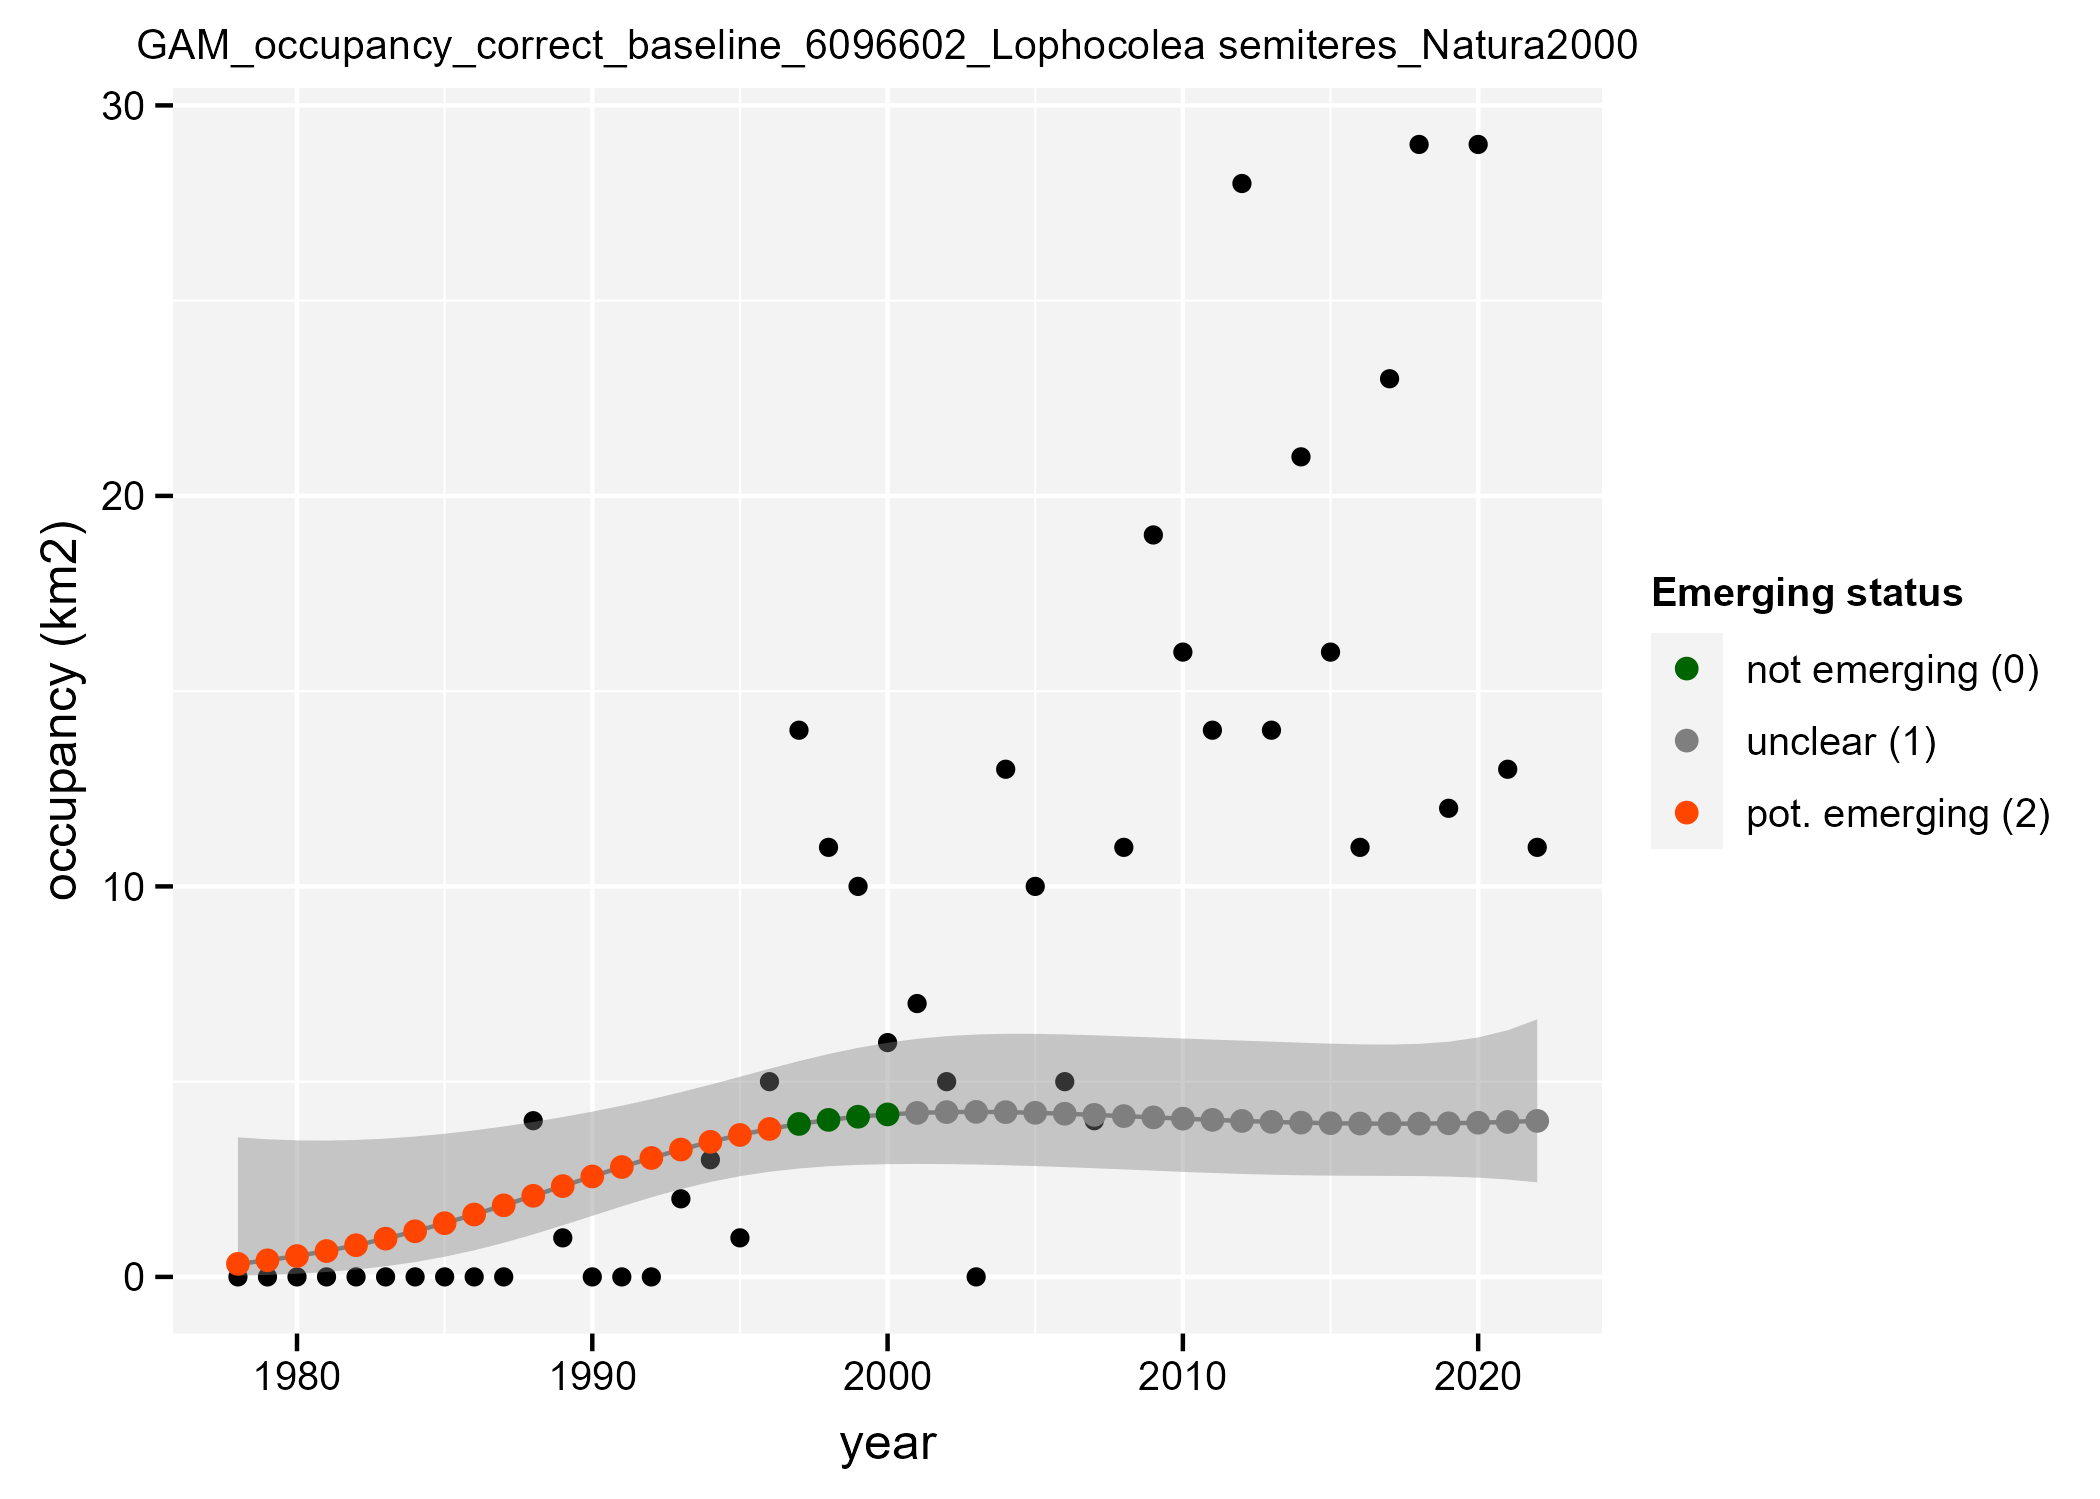 GAM_occupancy_correct_baseline_6096602_Lophocolea semiteres_Natura2000
30
20
10
0
occupancy (km2)
1980 1990 2000 2010 2020
year
Emerging status
not emerging (0)
unclear (1)
pot. emerging (2)